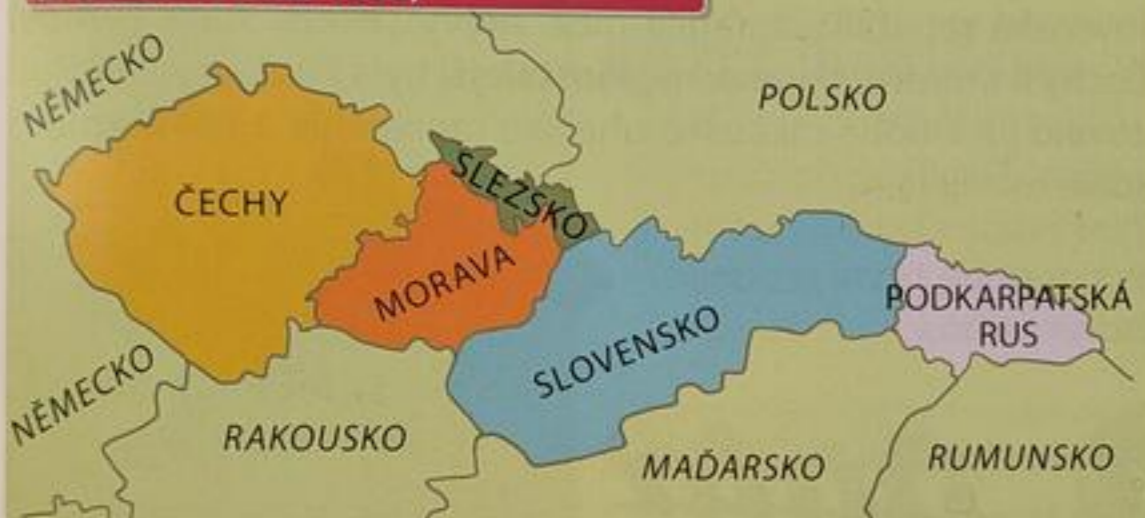 NĚMECKO
POLSKO
ČECHY
SLEZSKO
MORAVA
PODKARPATSKÁ
RUS
SLOVENSKO
NĚMECKO
RAKOUSKO
MAĎARSKO
RUMUNSKO